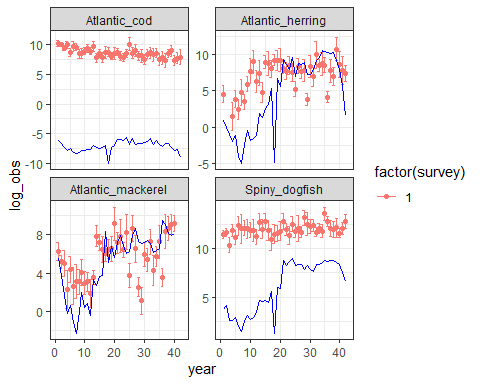 Atlantic_cod
Atlantic_herring
10
5
0
-5
-10
10
5
0
-5
Atlantic_mackerel
Spiny_dogfish
8
4
0
10
5
0 10 20 30 40
0 10 20 30 40
year
log_obs
factor(survey)
1